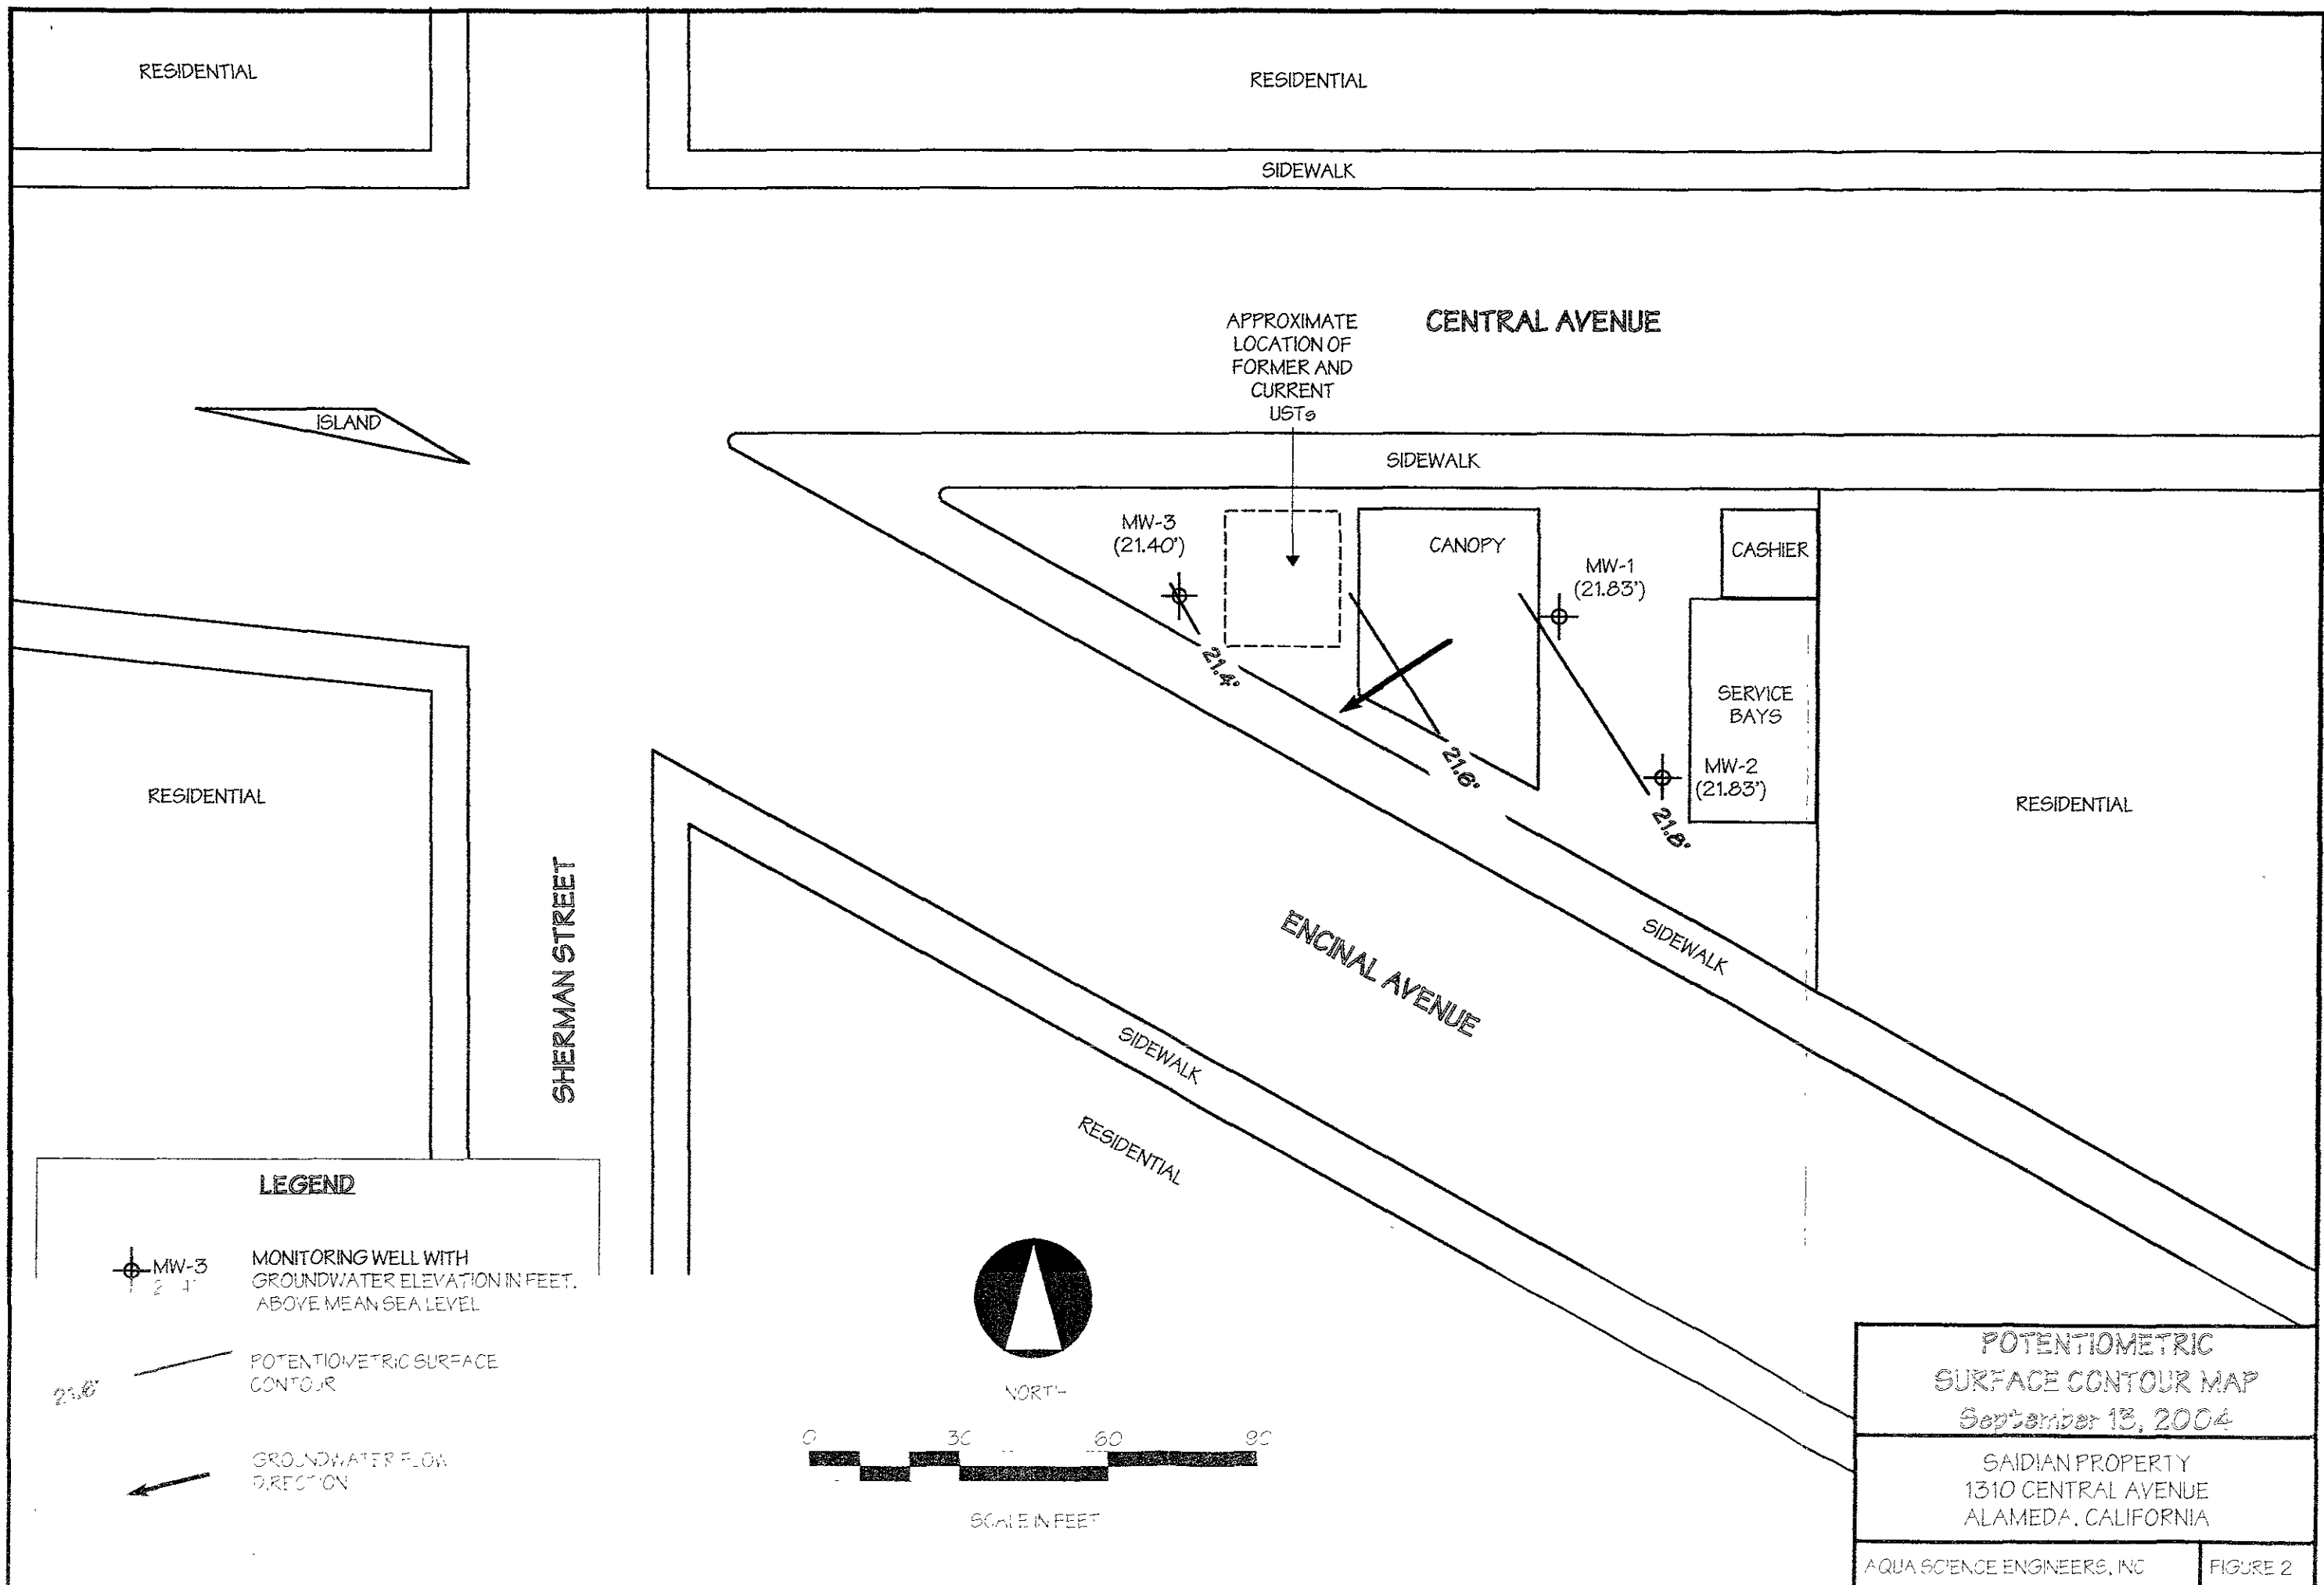 RESIDENTIAL
RESIDENTIAL
SIDEWALK
APPROXIMATE
LOCATION OF
FORMER AND
CURRENT
USTs
CENTRAL AVENUE
ISLAND
SIDEWALK
MW-3
(21.40')
CANOPY
MW-1
(21.83')
CASHIER
21.4'
SERVICE
BAYS
21.6'
MW-2
(21.83')
21.8'
RESIDENTIAL
RESIDENTIAL
SHERMAN STREET
ENCINAL AVENUE
SIDEWALK
SIDEWALK
RESIDENTIAL
LEGEND
MW-3
MONITORING WELL WITH
GROUNDWATER ELEVATION IN FEET.
ABOVE MEAN SEA LEVEL
POTENTIOMETRIC SURFACE
CONTOUR
GROUNDWATER FLOW
DIRECTION
NORTH
0 30 60 90
SCALE IN FEET
POTENTIOMETRIC
SURFACE CONTOUR MAP
September 13, 2004
SAIDIAN PROPERTY
1310 CENTRAL AVENUE
ALAMEDA, CALIFORNIA
AQUA SCIENCE ENGINEERS, INC
FIGURE 2